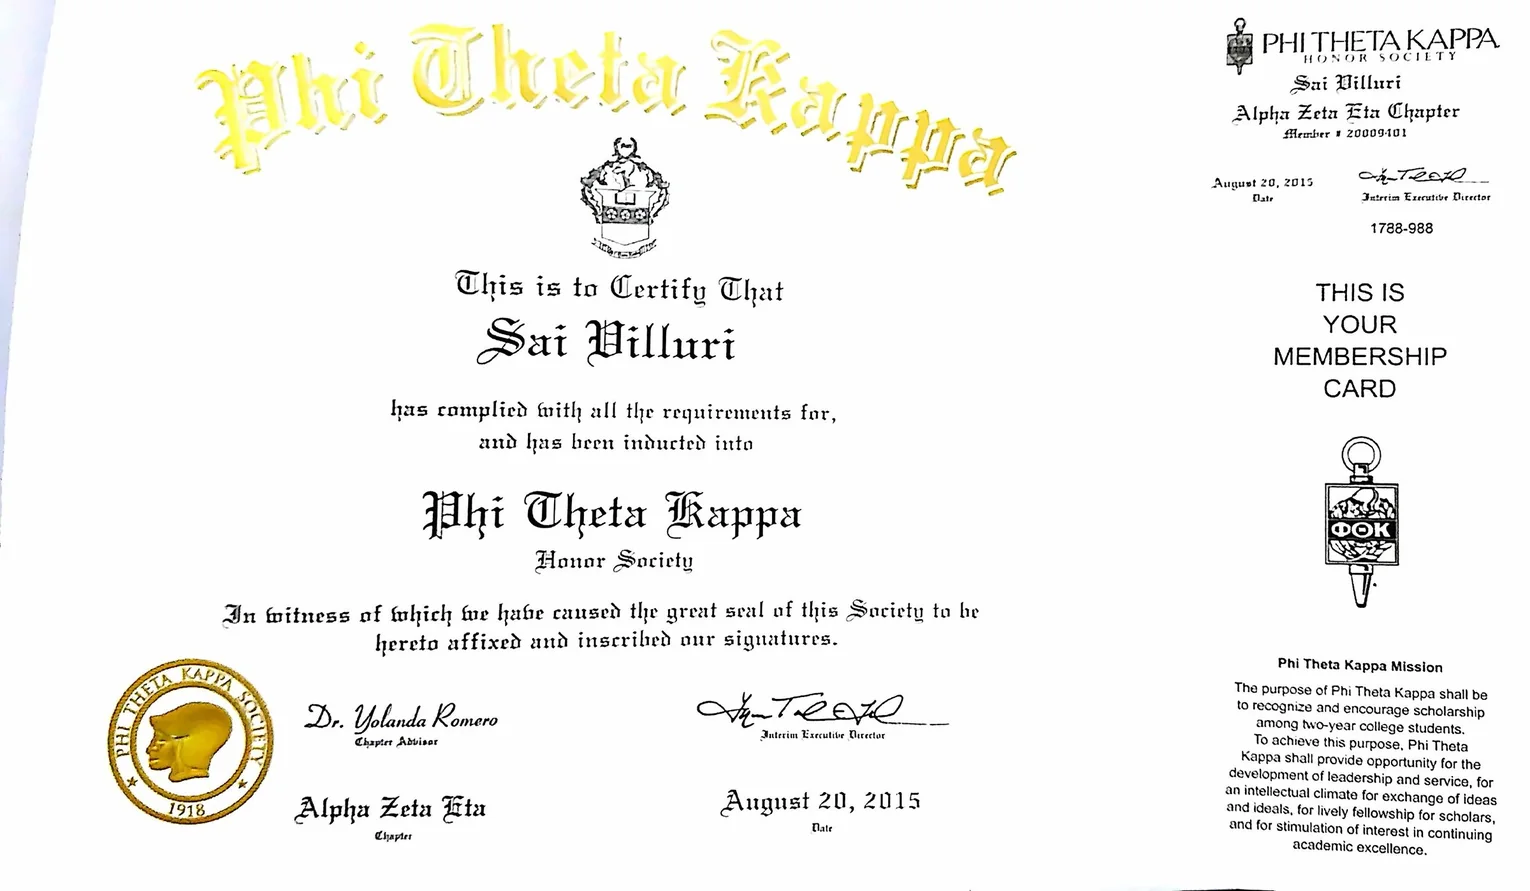 Phi Theta Kappa
This is to Certify That
Sai Villuri
has complied with all the requirements for,
and has been inducted into
Phi Theta Kappa
Honor Society
In witness of which we have caused the great seal of this Society to be
hereto affixed and inscribed our signatures.
PHI THETA KAPPA SOCIETY
1918
Dr. Yolanda Romero
Chapter Advisor
Interim Executive Director
Alpha Zeta Eta
Chapter
August 20, 2015
Date
PHI THETA KAPPA
HONOR SOCIETY
Sai Villuri
Alpha Zeta Eta Chapter
Member # 20009401
August 20, 2015
Date
Interim Executive Director
1788-988
THIS IS
YOUR
MEMBERSHIP
CARD
ΦΘΚ
Phi Theta Kappa Mission
The purpose of Phi Theta Kappa shall be
to recognize and encourage scholarship
among two-year college students.
To achieve this purpose, Phi Theta
Kappa shall provide opportunity for the
development of leadership and service, for
an intellectual climate for exchange of ideas
and ideals, for lively fellowship for scholars,
and for stimulation of interest in continuing
academic excellence.